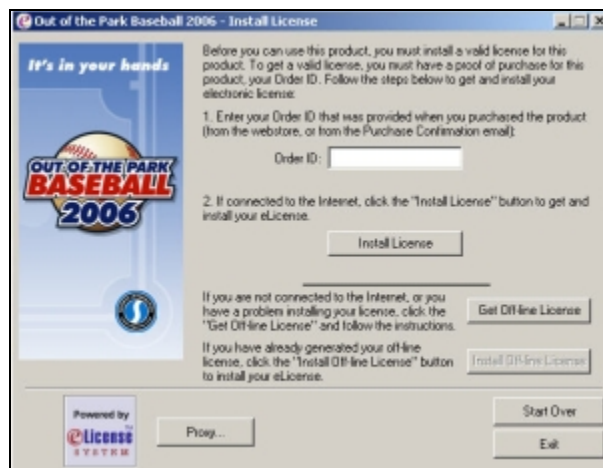 Out of the Park Baseball 2006 - Install License
It's in your hands
OUT OF THE PARK
BASEBALL
2006
Before you can use this product, you must install a valid license for this
product. To get a valid license, you must have a proof of purchase for this
product, your Order ID. Follow the steps below to get and install your
electronic license:
1. Enter your Order ID that was provided when you purchased the product
(from the webstore, or from the Purchase Confirmation email):
Order ID:
2. If connected to the Internet, click the "Install License" button to get and
install your eLicense.
Install License
If you are not connected to the Internet, or you
have a problem installing your license, click the
"Get Off-line License" and follow the instructions.
Get Off-line License
If you have already generated your off-line
license, click the "Install Off-line License" button
to install your eLicense.
Install Off-line License
Powered by
eLicense
SYSTEM
Proxy...
Start Over
Exit